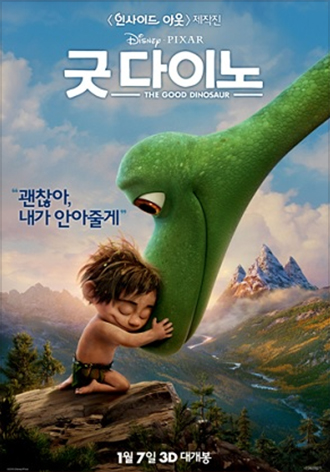 <인사이드 아웃> 제작진
Disney · PIXAR
굿 다이노
THE GOOD DINOSAUR
"괜찮아,
내가 안아줄게"
1월 7일 3D 대개봉